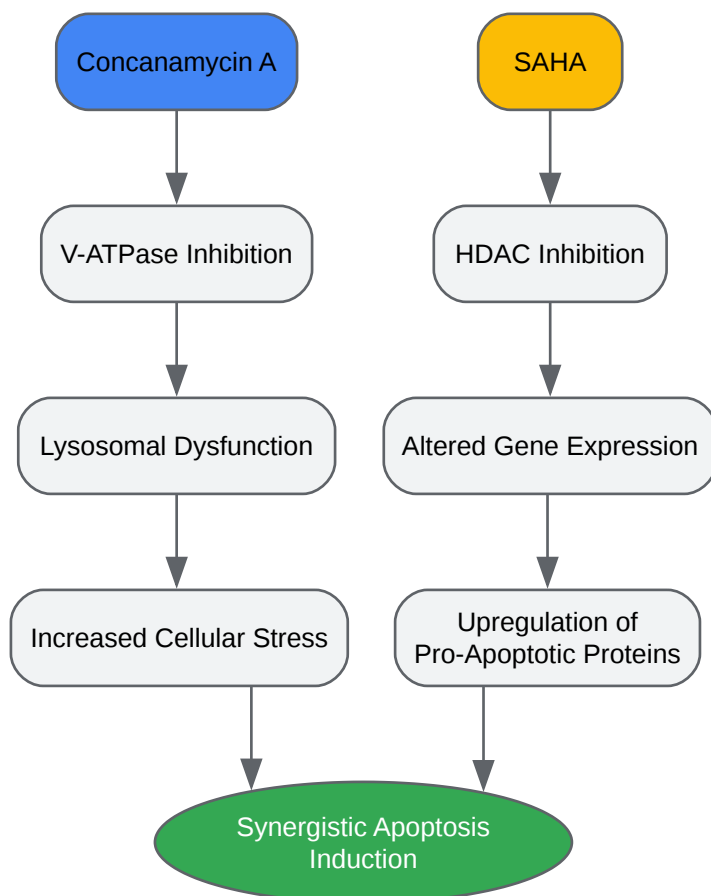 Concanamycin A
SAHA
V-ATPase Inhibition
HDAC Inhibition
Lysosomal Dysfunction
Altered Gene Expression
Increased Cellular Stress
Upregulation of
Pro-Apoptotic Proteins
Synergistic Apoptosis
Induction